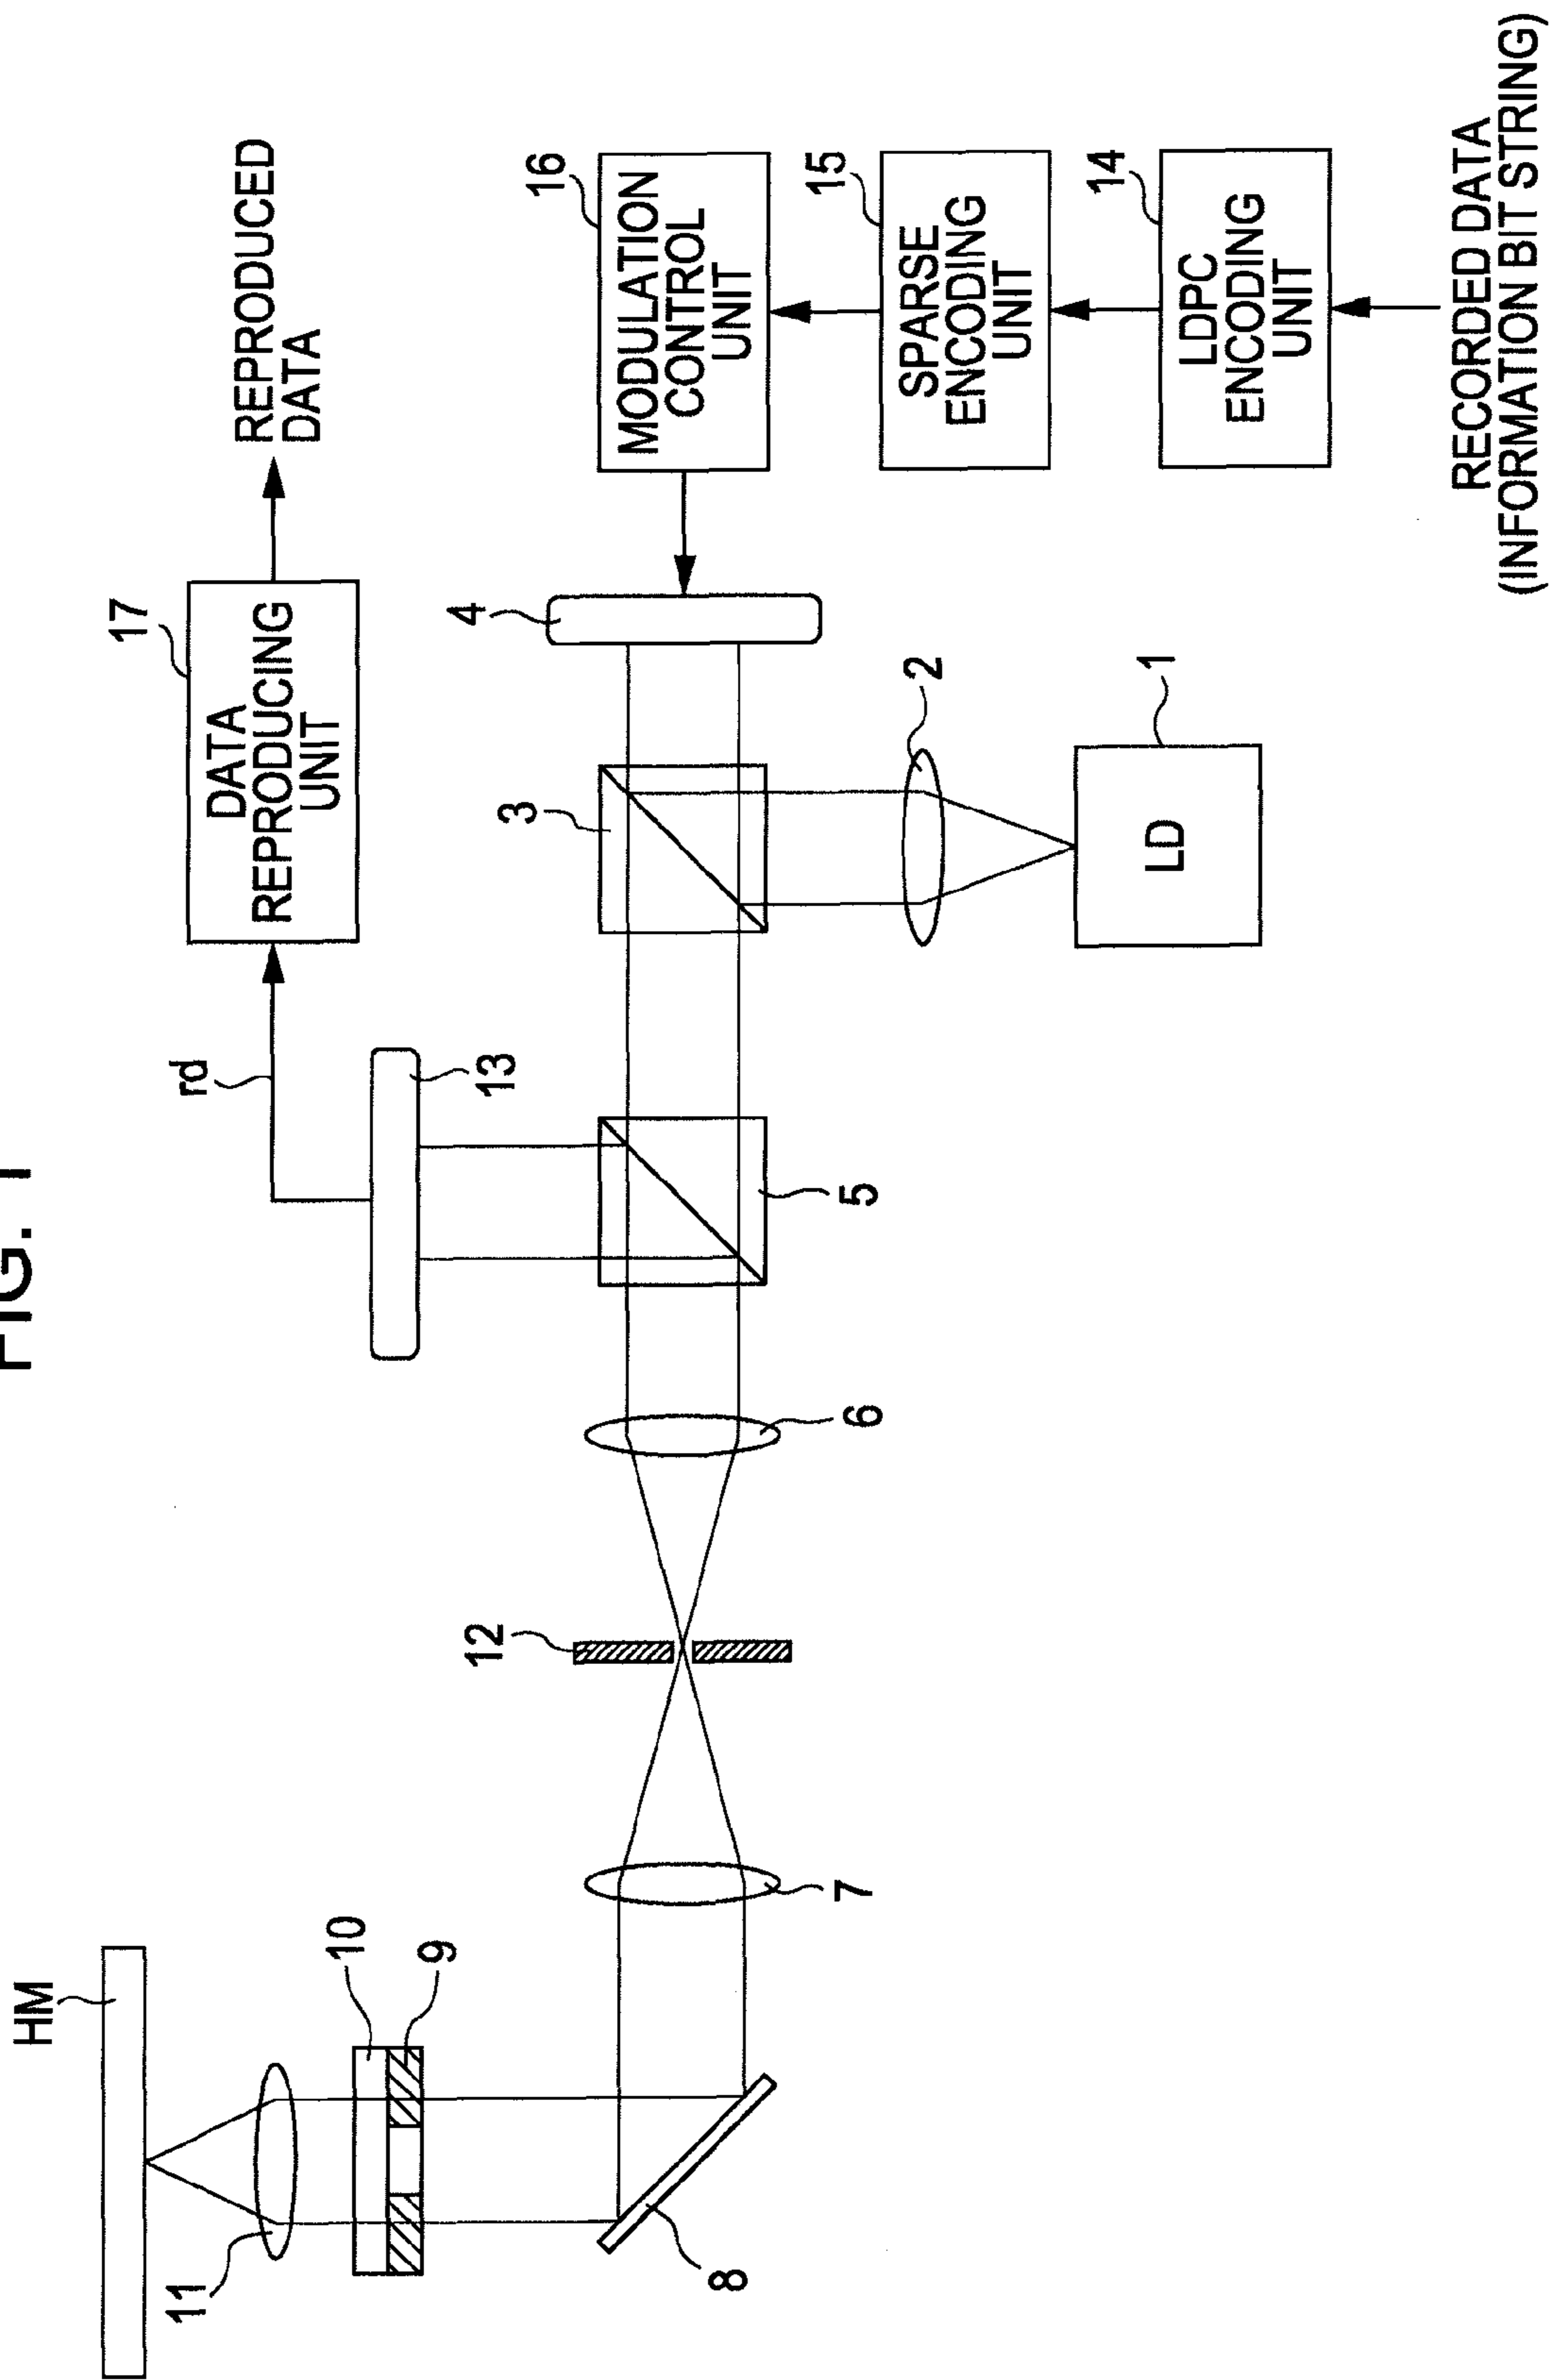 FIG. 1
HM
10
9
11
8
7
12
6
5
rd
13
17
DATA
REPRODUCING
UNIT
REPRODUCED
DATA
3
4
2
1
LD
16
MODULATION
CONTROL
UNIT
15
SPARSE
ENCODING
UNIT
14
LDPC
ENCODING
UNIT
RECORDED DATA
(INFORMATION BIT STRING)